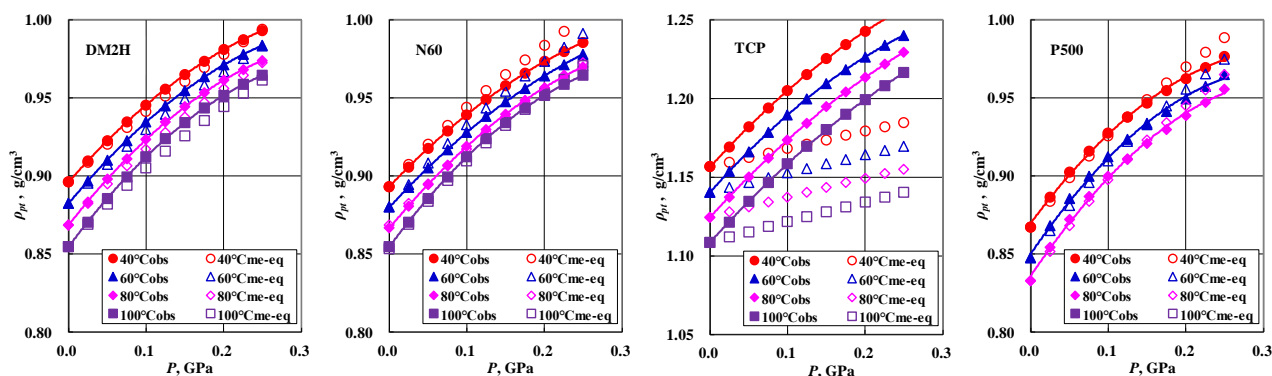 DM2H
ρpt , g/cm³
1.00
0.95
0.90
0.85
0.80
40°Cobs 40°Cme-eq
60°Cobs 60°Cme-eq
80°Cobs 80°Cme-eq
100°Cobs 100°Cme-eq
0.0 0.1 0.2 0.3
P, GPa
N60
ρpt , g/cm³
1.00
0.95
0.90
0.85
0.80
40°Cobs 40°Cme-eq
60°Cobs 60°Cme-eq
80°Cobs 80°Cme-eq
100°Cobs 100°Cme-eq
0.0 0.1 0.2 0.3
P, GPa
TCP
ρpt , g/cm³
1.25
1.20
1.15
1.10
1.05
40°Cobs 40°Cme-eq
60°Cobs 60°Cme-eq
80°Cobs 80°Cme-eq
100°Cobs 100°Cme-eq
0.0 0.1 0.2 0.3
P, GPa
P500
ρpt , g/cm³
1.00
0.95
0.90
0.85
0.80
40°Cobs 40°Cme-eq
60°Cobs 60°Cme-eq
80°Cobs 80°Cme-eq
0.0 0.1 0.2 0.3
P, GPa